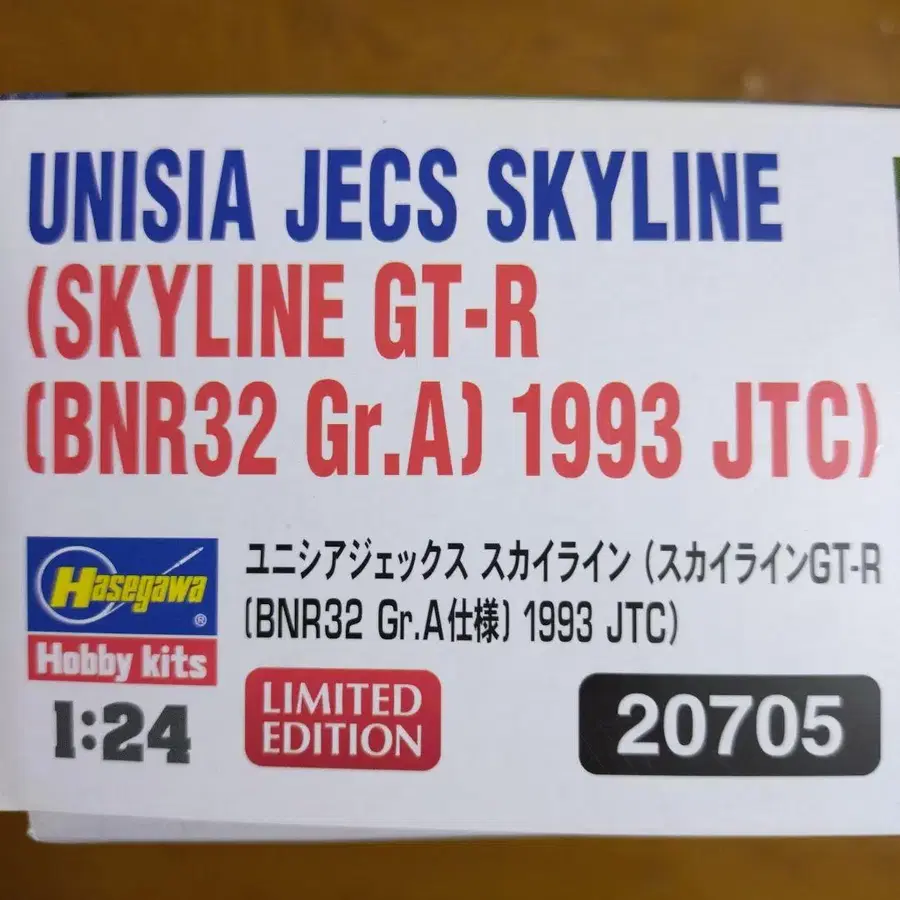 UNISIA JECS SKYLINE
(SKYLINE GT-R
(BNR32 Gr.A) 1993 JTC)
Hasegawa®
Hobby kits
1:24
ユニシアジェックス スカイライン (スカイラインGT-R
(BNR32 Gr.A仕様) 1993 JTC)
LIMITED
EDITION
20705